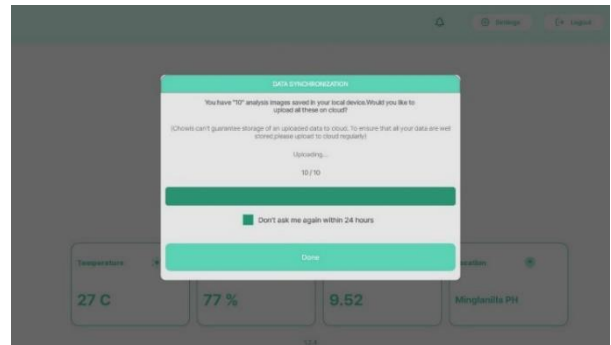 Settings
Logout
DATA SYNCHRONIZATION
You have "10" analysis images saved in your local device.Would you like to
upload all these on cloud?
(Chowis can't guarantee storage of an uploaded data to cloud. To ensure that all your data are well
stored,please upload to cloud regularly)
Uploading...
10/10
Don't ask me again within 24 hours
Done
Temperature
27 C
77 %
9.52
Minglanilla PH